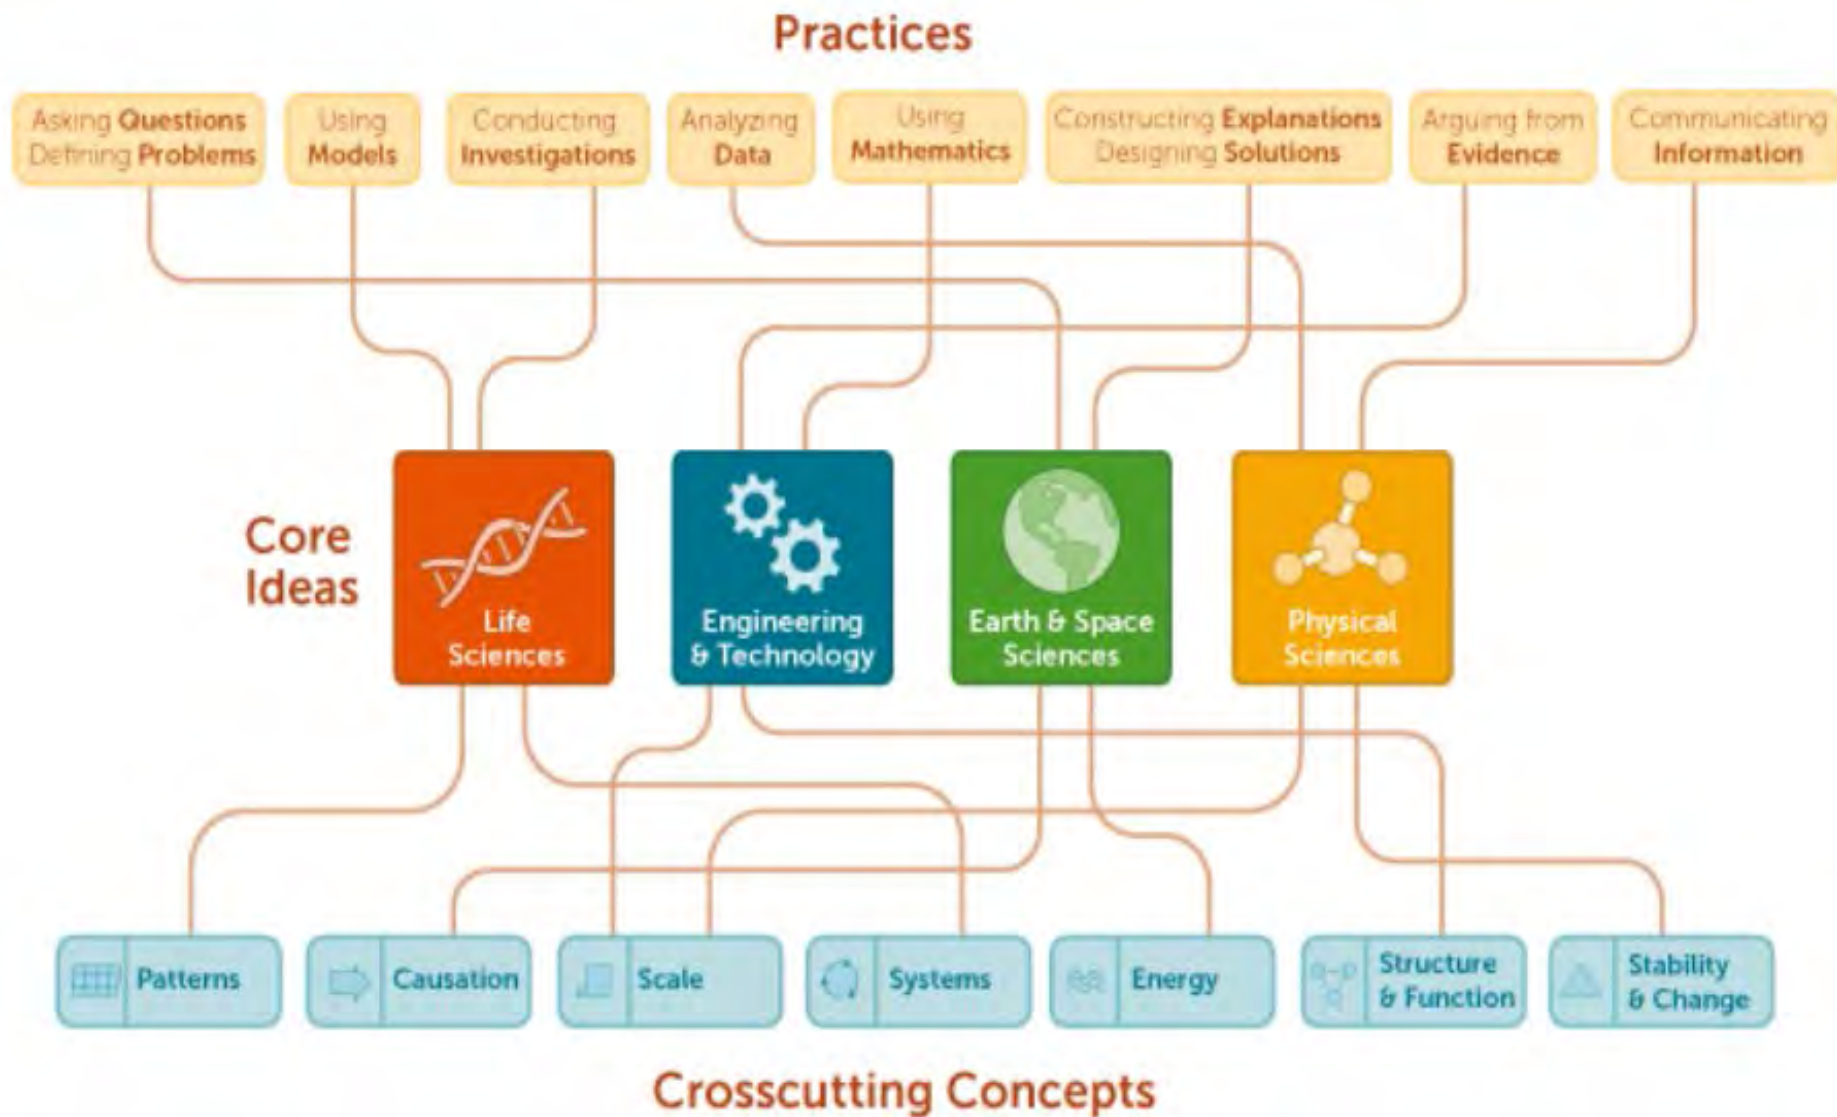 Practices
Asking Questions
Defining Problems
Using
Models
Conducting
Investigations
Analyzing
Data
Using
Mathematics
Constructing Explanations
Designing Solutions
Arguing from
Evidence
Communicating
Information
Core
Ideas
Life
Sciences
Engineering
& Technology
Earth & Space
Sciences
Physical
Sciences
Patterns
Causation
Scale
Systems
Energy
Structure
& Function
Stability
& Change
Crosscutting Concepts